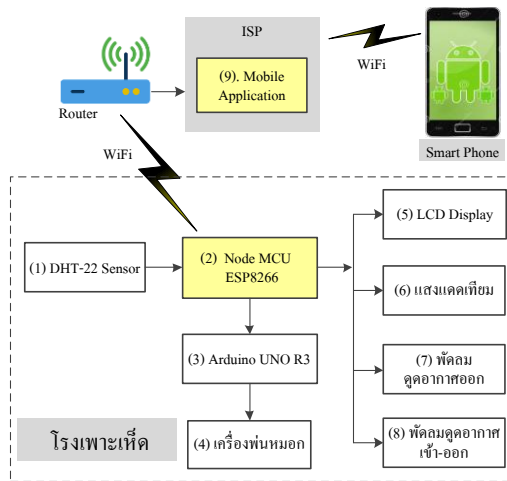 ISP
WiFi
(9). Mobile
Application
Router
WiFi
Smart Phone
(5) LCD Display
(2) Node MCU
ESP8266
(1) DHT-22 Sensor
(6) แสงแดดเทียม
(3) Arduino UNO R3
(7) พัดลม
ดูดอากาศออก
โรงเพาะเห็ด
(4) เครื่องพ่นหมอก
(8) พัดลมดูดอากาศ
เข้า-ออก